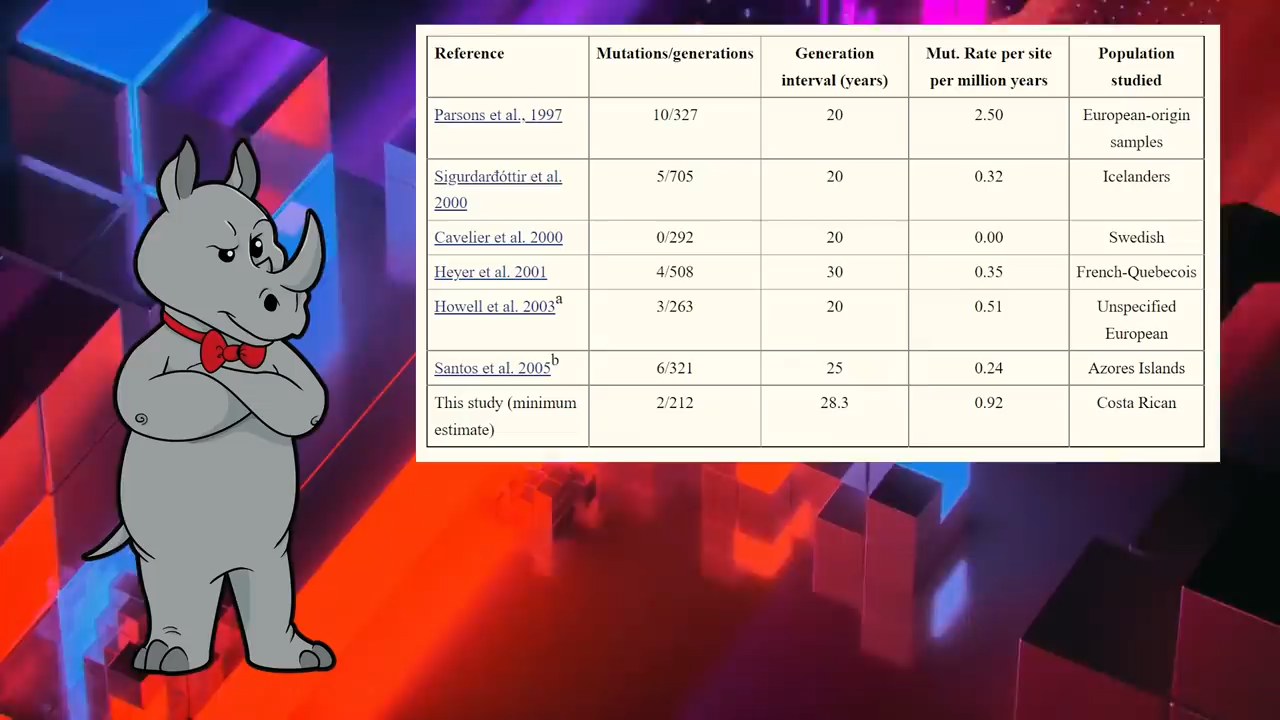 Reference Mutations/generations Generation interval (years) Mut. Rate per site per million years Population studied
Parsons et al., 1997 10/327 20 2.50 European-origin samples
Sigurdarđóttir et al. 2000 5/705 20 0.32 Icelanders
Cavelier et al. 2000 0/292 20 0.00 Swedish
Heyer et al. 2001 4/508 30 0.35 French-Quebecois
Howell et al. 2003a 3/263 20 0.51 Unspecified European
Santos et al. 2005b 6/321 25 0.24 Azores Islands
This study (minimum estimate) 2/212 28.3 0.92 Costa Rican